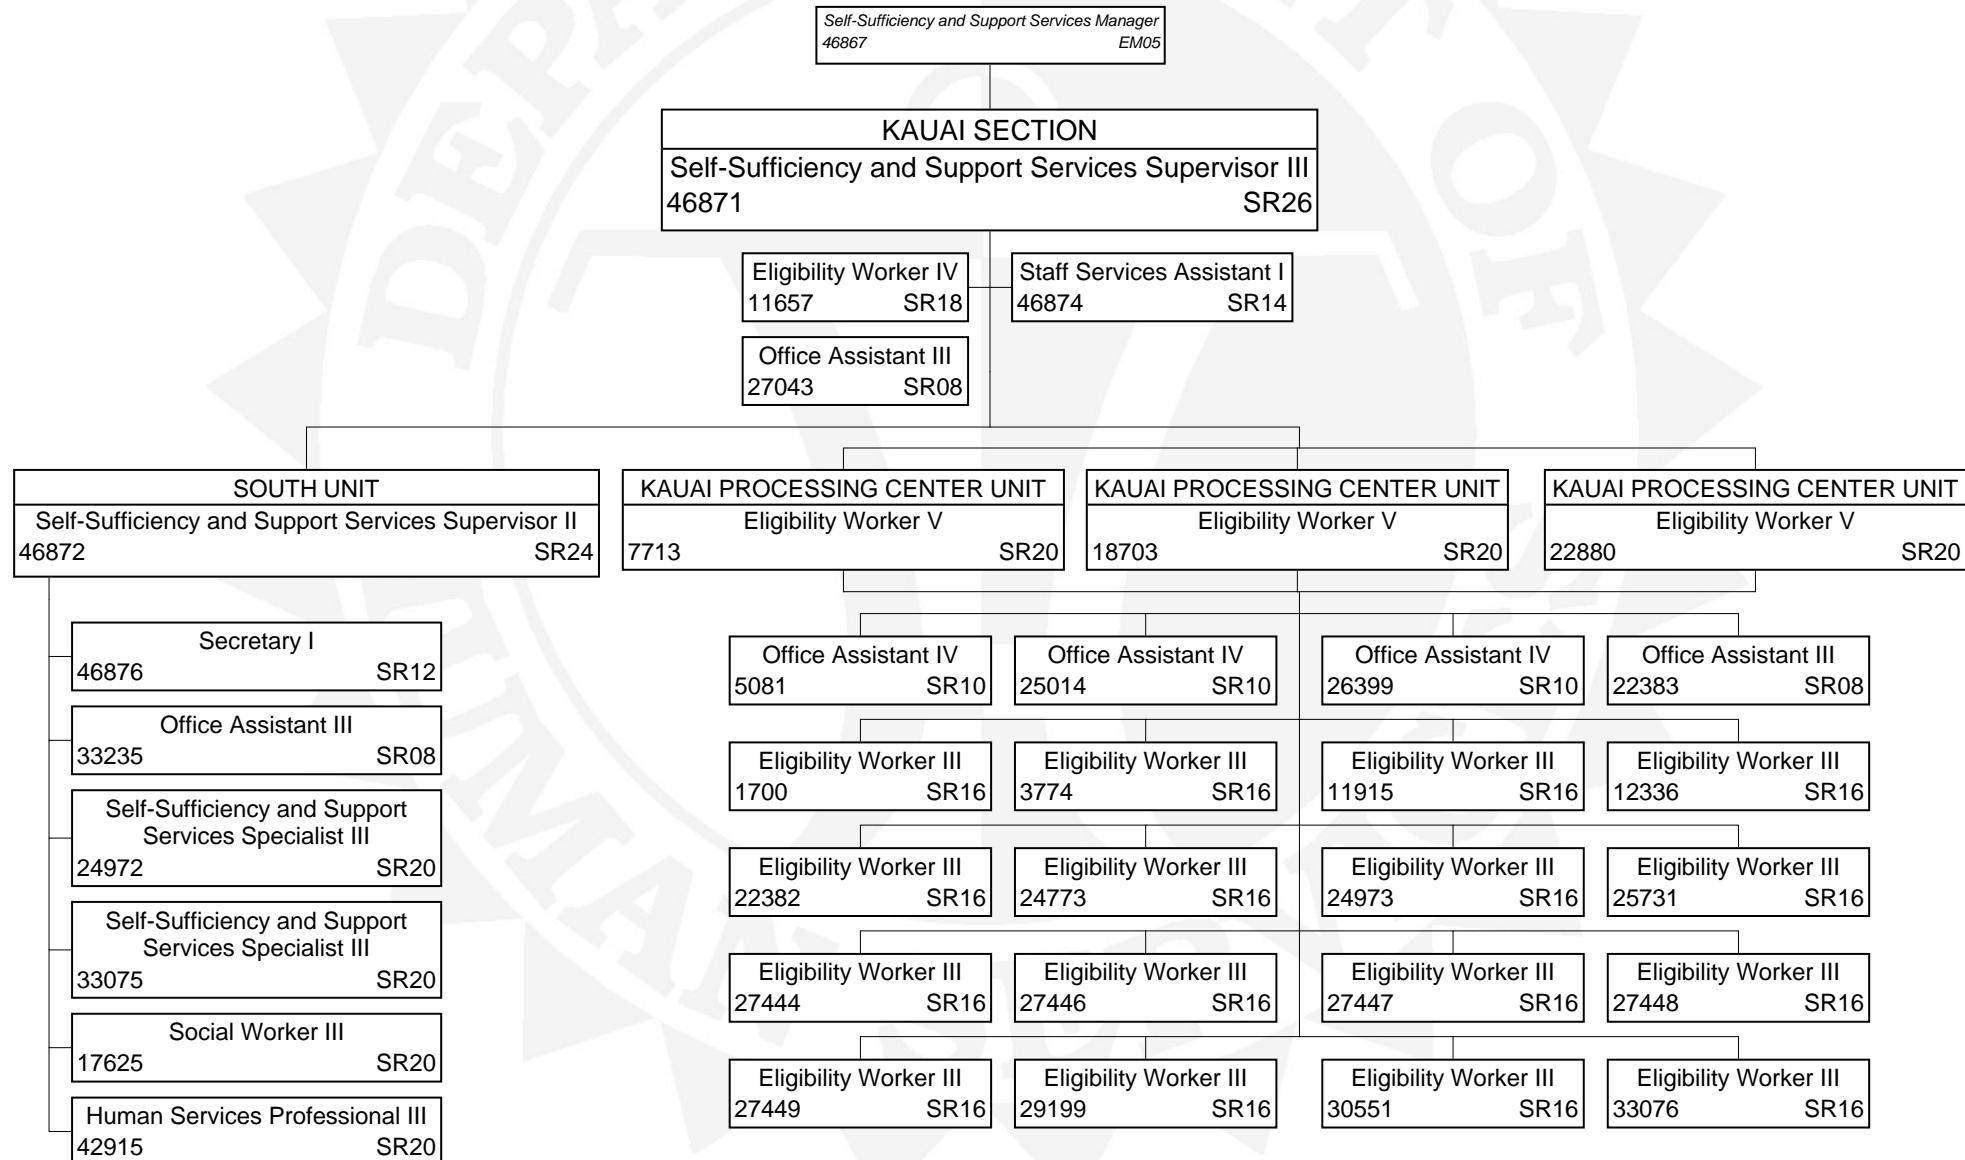 Self-Sufficiency and Support Services Manager
46867 EM05
KAUAI SECTION
Self-Sufficiency and Support Services Supervisor III
46871 SR26
Eligibility Worker IV
11657 SR18
Staff Services Assistant I
46874 SR14
Office Assistant III
27043 SR08
SOUTH UNIT
Self-Sufficiency and Support Services Supervisor II
46872 SR24
KAUAI PROCESSING CENTER UNIT
Eligibility Worker V
7713 SR20
KAUAI PROCESSING CENTER UNIT
Eligibility Worker V
18703 SR20
KAUAI PROCESSING CENTER UNIT
Eligibility Worker V
22880 SR20
Secretary I
46876 SR12
Office Assistant III
33235 SR08
Self-Sufficiency and Support
Services Specialist III
24972 SR20
Self-Sufficiency and Support
Services Specialist III
33075 SR20
Social Worker III
17625 SR20
Human Services Professional III
42915 SR20
Office Assistant IV
5081 SR10
Office Assistant IV
25014 SR10
Office Assistant IV
26399 SR10
Office Assistant III
22383 SR08
Eligibility Worker III
1700 SR16
Eligibility Worker III
3774 SR16
Eligibility Worker III
11915 SR16
Eligibility Worker III
12336 SR16
Eligibility Worker III
22382 SR16
Eligibility Worker III
24773 SR16
Eligibility Worker III
24973 SR16
Eligibility Worker III
25731 SR16
Eligibility Worker III
27444 SR16
Eligibility Worker III
27446 SR16
Eligibility Worker III
27447 SR16
Eligibility Worker III
27448 SR16
Eligibility Worker III
27449 SR16
Eligibility Worker III
29199 SR16
Eligibility Worker III
30551 SR16
Eligibility Worker III
33076 SR16